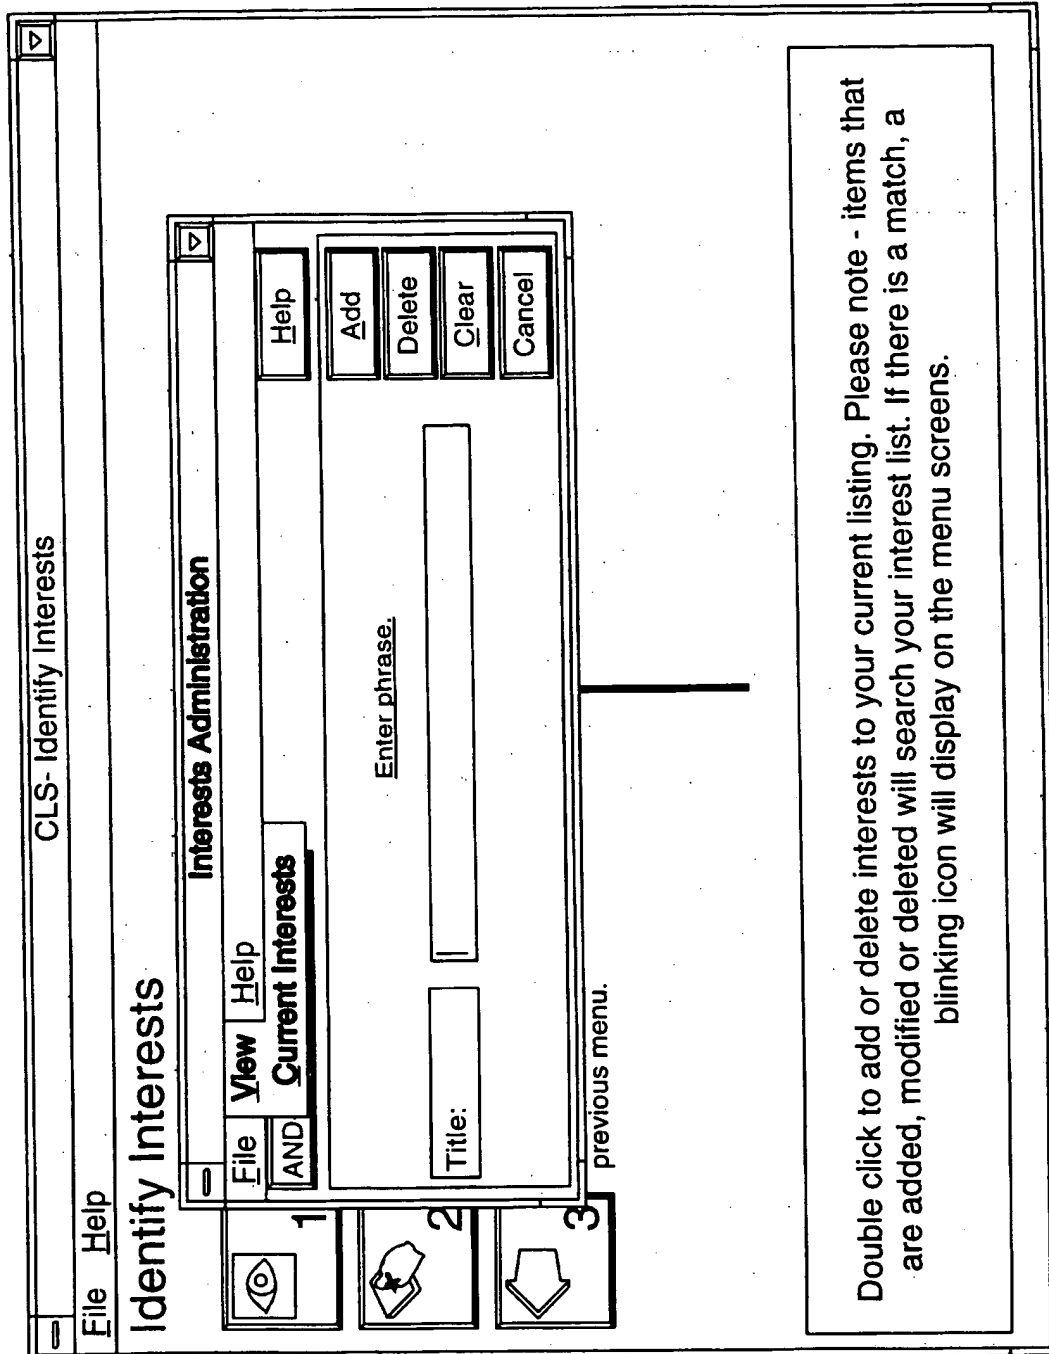 CLS- Identify Interests
File Help
Identify Interests
Interests Administration
File View Help
Current Interests
AND
Help
Enter phrase.
Title:
Add
Delete
Clear
Cancel
1
2
3
previous menu.
Double click to add or delete interests to your current listing. Please note - items that
are added, modified or deleted will search your interest list. If there is a match, a
blinking icon will display on the menu screens.